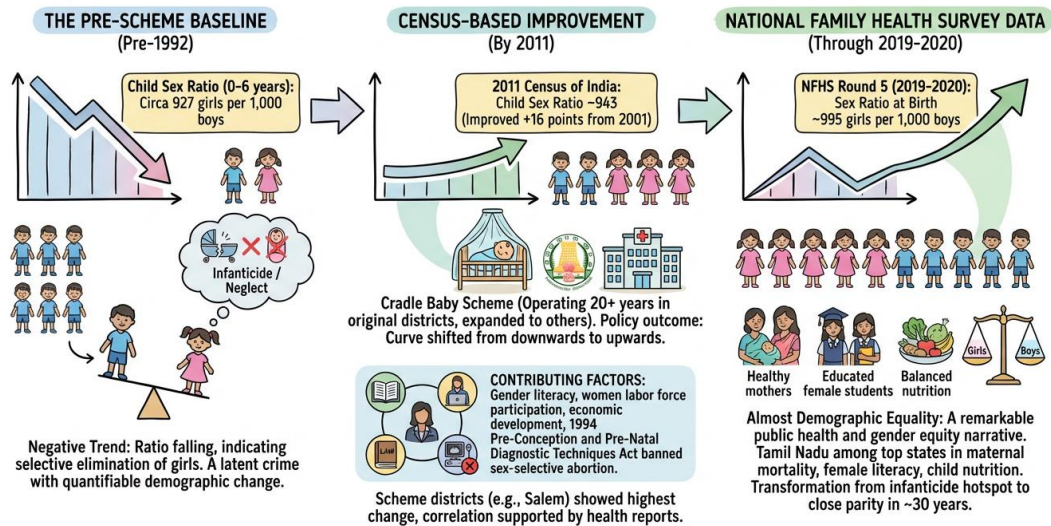 THE PRE-SCHEME BASELINE
(Pre-1992)
Child Sex Ratio (0-6 years):
Circa 927 girls per 1,000
boys
Infanticide /
Neglect
Negative Trend: Ratio falling, indicating
selective elimination of girls. A latent crime
with quantifiable demographic change.
CENSUS-BASED IMPROVEMENT
(By 2011)
2011 Census of India:
Child Sex Ratio ~943
(Improved +16 points from 2001)
Cradle Baby Scheme (Operating 20+ years in
original districts, expanded to others). Policy outcome:
Curve shifted from downwards to upwards.
LAW
CONTRIBUTING FACTORS:
Gender literacy, women labor force
participation, economic
development, 1994
Pre-Conception and Pre-Natal
Diagnostic Techniques Act banned
sex-selective abortion.
Scheme districts (e.g., Salem) showed highest
change, correlation supported by health reports.
NATIONAL FAMILY HEALTH SURVEY DATA
(Through 2019-2020)
NFHS Round 5 (2019-2020):
Sex Ratio at Birth
~995 girls per 1,000 boys
Healthy
mothers
Educated
female students
Balanced
nutrition
Girls
Boys
Almost Demographic Equality: A remarkable
public health and gender equity narrative.
Tamil Nadu among top states in maternal
mortality, female literacy, child nutrition.
Transformation from infanticide hotspot to
close parity in ~30 years.